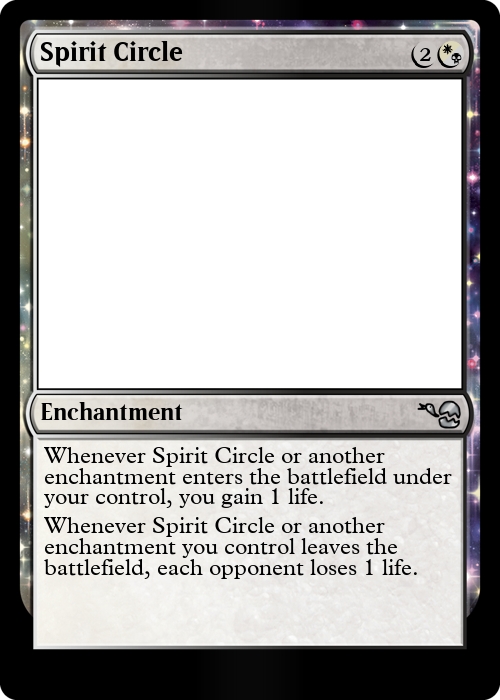 Spirit Circle 2
Enchantment
Whenever Spirit Circle or another
enchantment enters the battlefield under
your control, you gain 1 life.
Whenever Spirit Circle or another
enchantment you control leaves the
battlefield, each opponent loses 1 life.